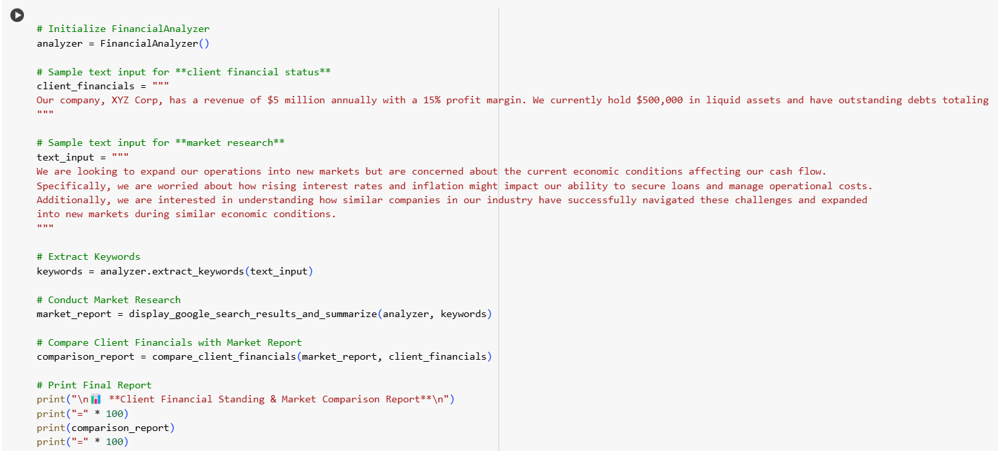 # Initialize FinancialAnalyzer
analyzer = FinancialAnalyzer()
# Sample text input for **client financial status**
client_financials = """
Our company, XYZ Corp, has a revenue of $5 million annually with a 15% profit margin. We currently hold $500,000 in liquid assets and have outstanding debts totaling
"""
# Sample text input for **market research**
text_input = """
We are looking to expand our operations into new markets but are concerned about the current economic conditions affecting our cash flow.
Specifically, we are worried about how rising interest rates and inflation might impact our ability to secure loans and manage operational costs.
Additionally, we are interested in understanding how similar companies in our industry have successfully navigated these challenges and expanded
into new markets during similar economic conditions.
"""
# Extract Keywords
keywords = analyzer.extract_keywords(text_input)
# Conduct Market Research
market_report = display_google_search_results_and_summarize(analyzer, keywords)
# Compare Client Financials with Market Report
comparison_report = compare_client_financials(market_report, client_financials)
# Print Final Report
print("\n📊 **Client Financial Standing & Market Comparison Report**\n")
print("=" * 100)
print(comparison_report)
print("=" * 100)